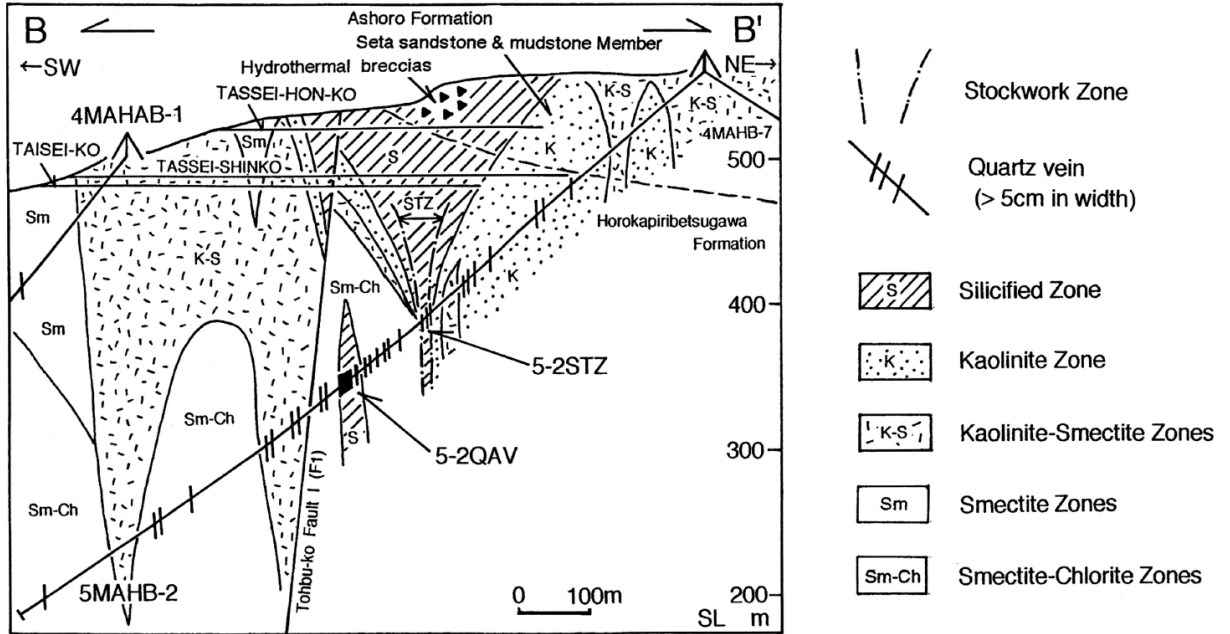 B
B'
Ashoro Formation
Seta sandstone & mudstone Member
←SW
NE→
Hydrothermal breccias
TASSEI-HON-KO
4MAHAB-1
K-S
K-S
4MAHB-7
Sm
TAISEI-KO
TASSEI-SHINKO
S
K
K
500
Sm
STZ
Horokapiribetsugawa
Formation
K-S
K
Sm-Ch
400
Sm
5-2STZ
Sm-Ch
S
5-2QAV
300
Sm-Ch
Tohbu-ko Fault I (F1)
5MAHB-2
0 100m
200
SL m
Stockwork Zone
Quartz vein
(> 5cm in width)
S Silicified Zone
K Kaolinite Zone
K-S Kaolinite-Smectite Zones
Sm Smectite Zones
Sm-Ch Smectite-Chlorite Zones